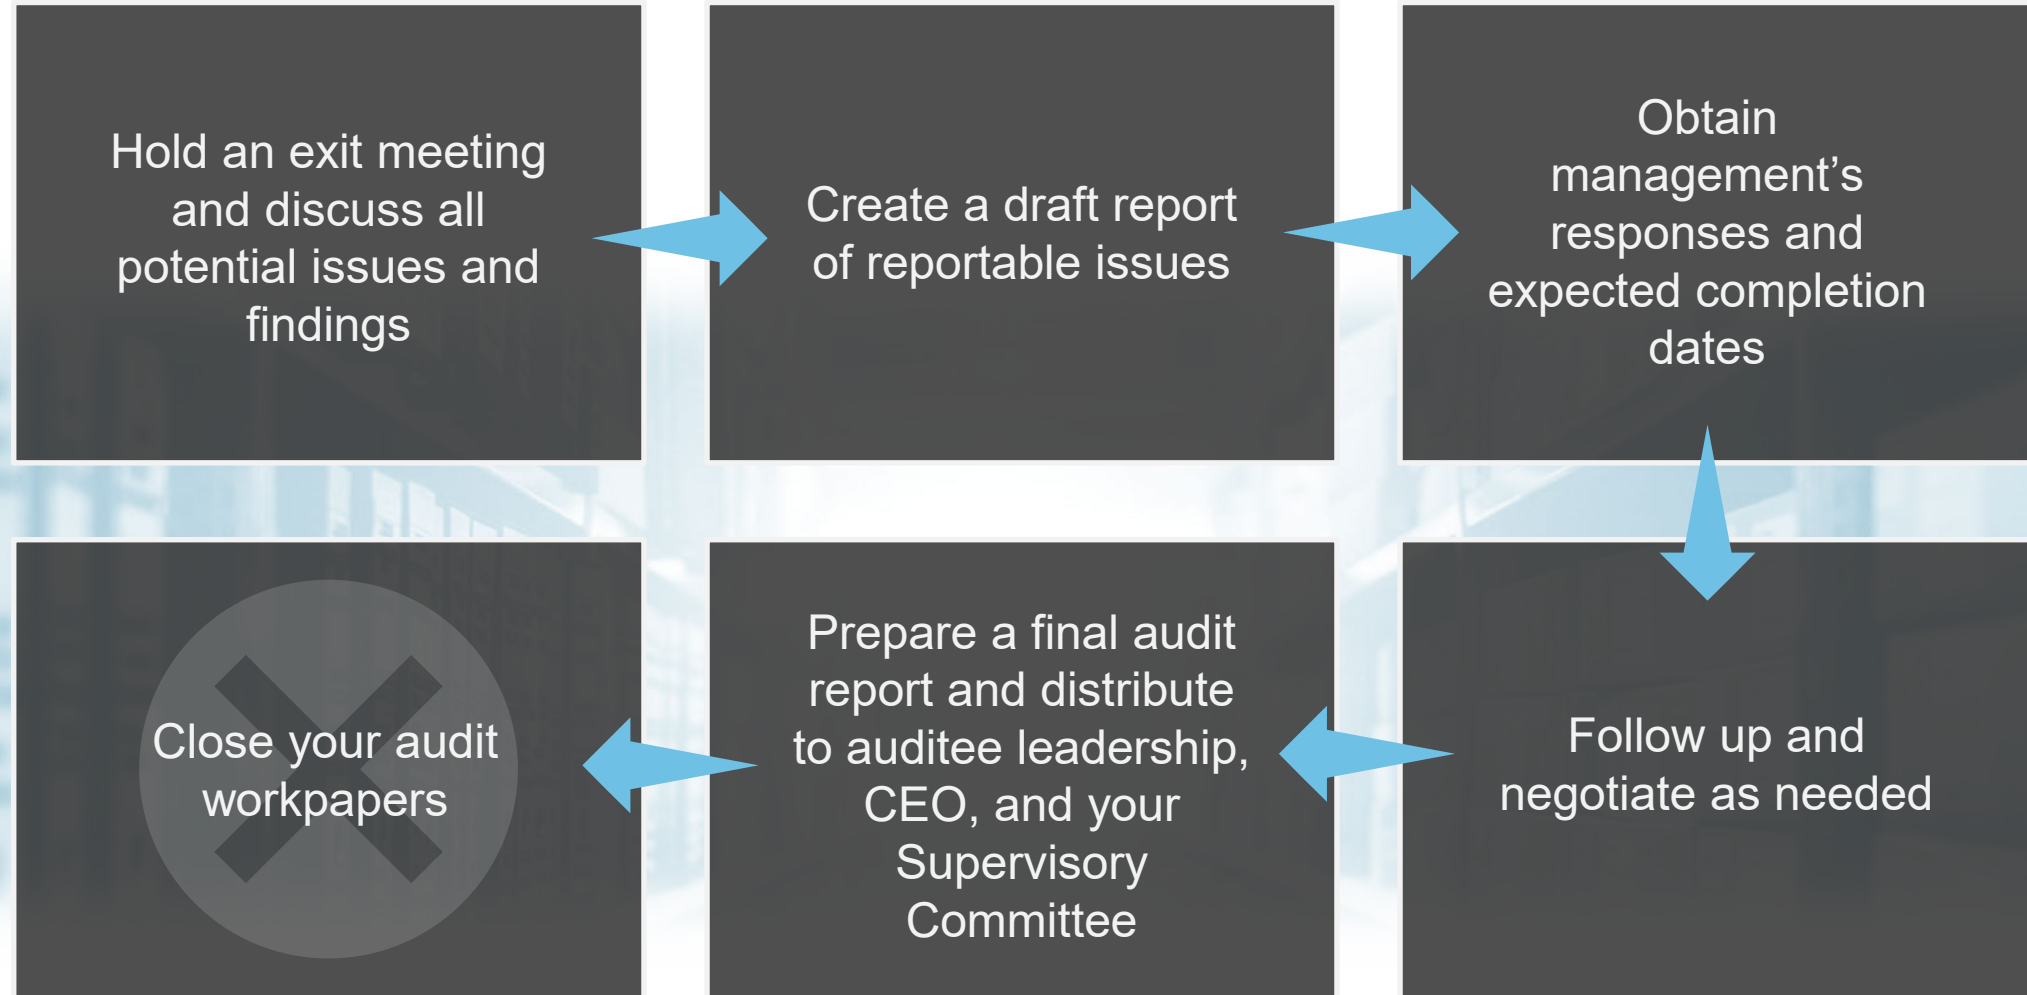 Hold an exit meeting
and discuss all
potential issues and
findings
Create a draft report
of reportable issues
Obtain
management’s
responses and
expected completion
dates
Follow up and
negotiate as needed
Prepare a final audit
report and distribute
to auditee leadership,
CEO, and your
Supervisory
Committee
Close your audit
workpapers